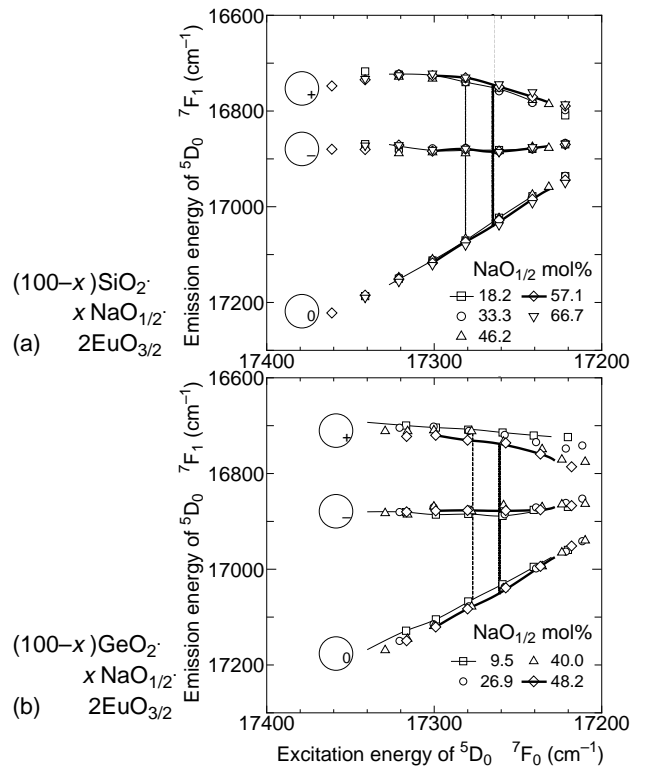 16600
16800
17000
17200
Emission energy of ⁵D₀ ⁷F₁ (cm⁻¹)
+
−
0
(100−x)SiO₂·
x NaO₁/₂·
(a) 2EuO₃/₂
NaO₁/₂ mol%
18.2 57.1
33.3 66.7
46.2
17400 17300 17200
16600
16800
17000
17200
Emission energy of ⁵D₀ ⁷F₁ (cm⁻¹)
+
−
0
(100−x)GeO₂·
x NaO₁/₂·
(b) 2EuO₃/₂
NaO₁/₂ mol%
9.5 40.0
26.9 48.2
17400 17300 17200
Excitation energy of ⁵D₀ ⁷F₀ (cm⁻¹)